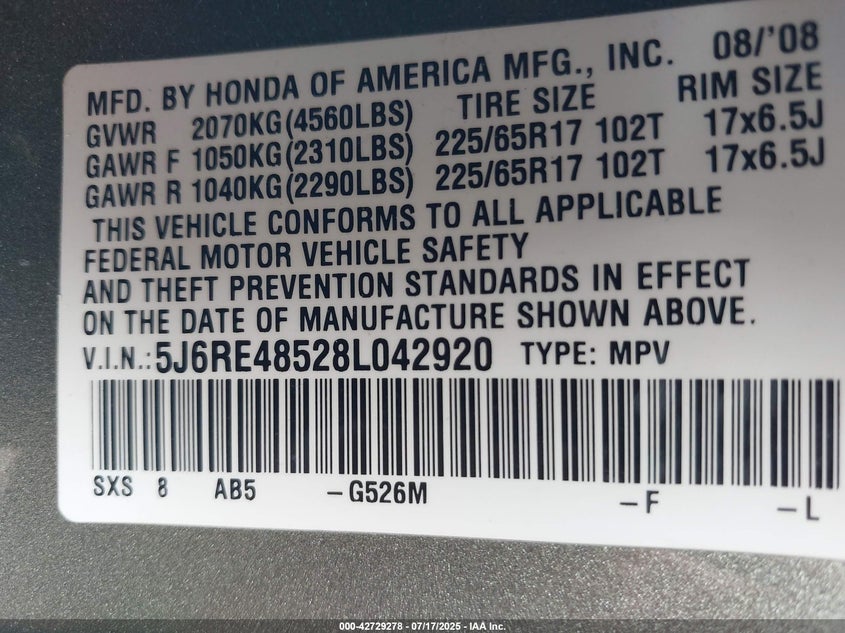 MFD. BY HONDA OF AMERICA MFG., INC. 08/'08
GVWR 2070KG(4560LBS) TIRE SIZE RIM SIZE
GAWR F 1050KG(2310LBS) 225/65R17 102T 17x6.5J
GAWR R 1040KG(2290LBS) 225/65R17 102T 17x6.5J
THIS VEHICLE CONFORMS TO ALL APPLICABLE
FEDERAL MOTOR VEHICLE SAFETY
AND THEFT PREVENTION STANDARDS IN EFFECT
ON THE DATE OF MANUFACTURE SHOWN ABOVE.
V.I.N.: 5J6RE48528L042920 TYPE: MPV
SXS 8 AB5 -G526M -F -L
000-42729278 - 07/17/2025 - IAA Inc.